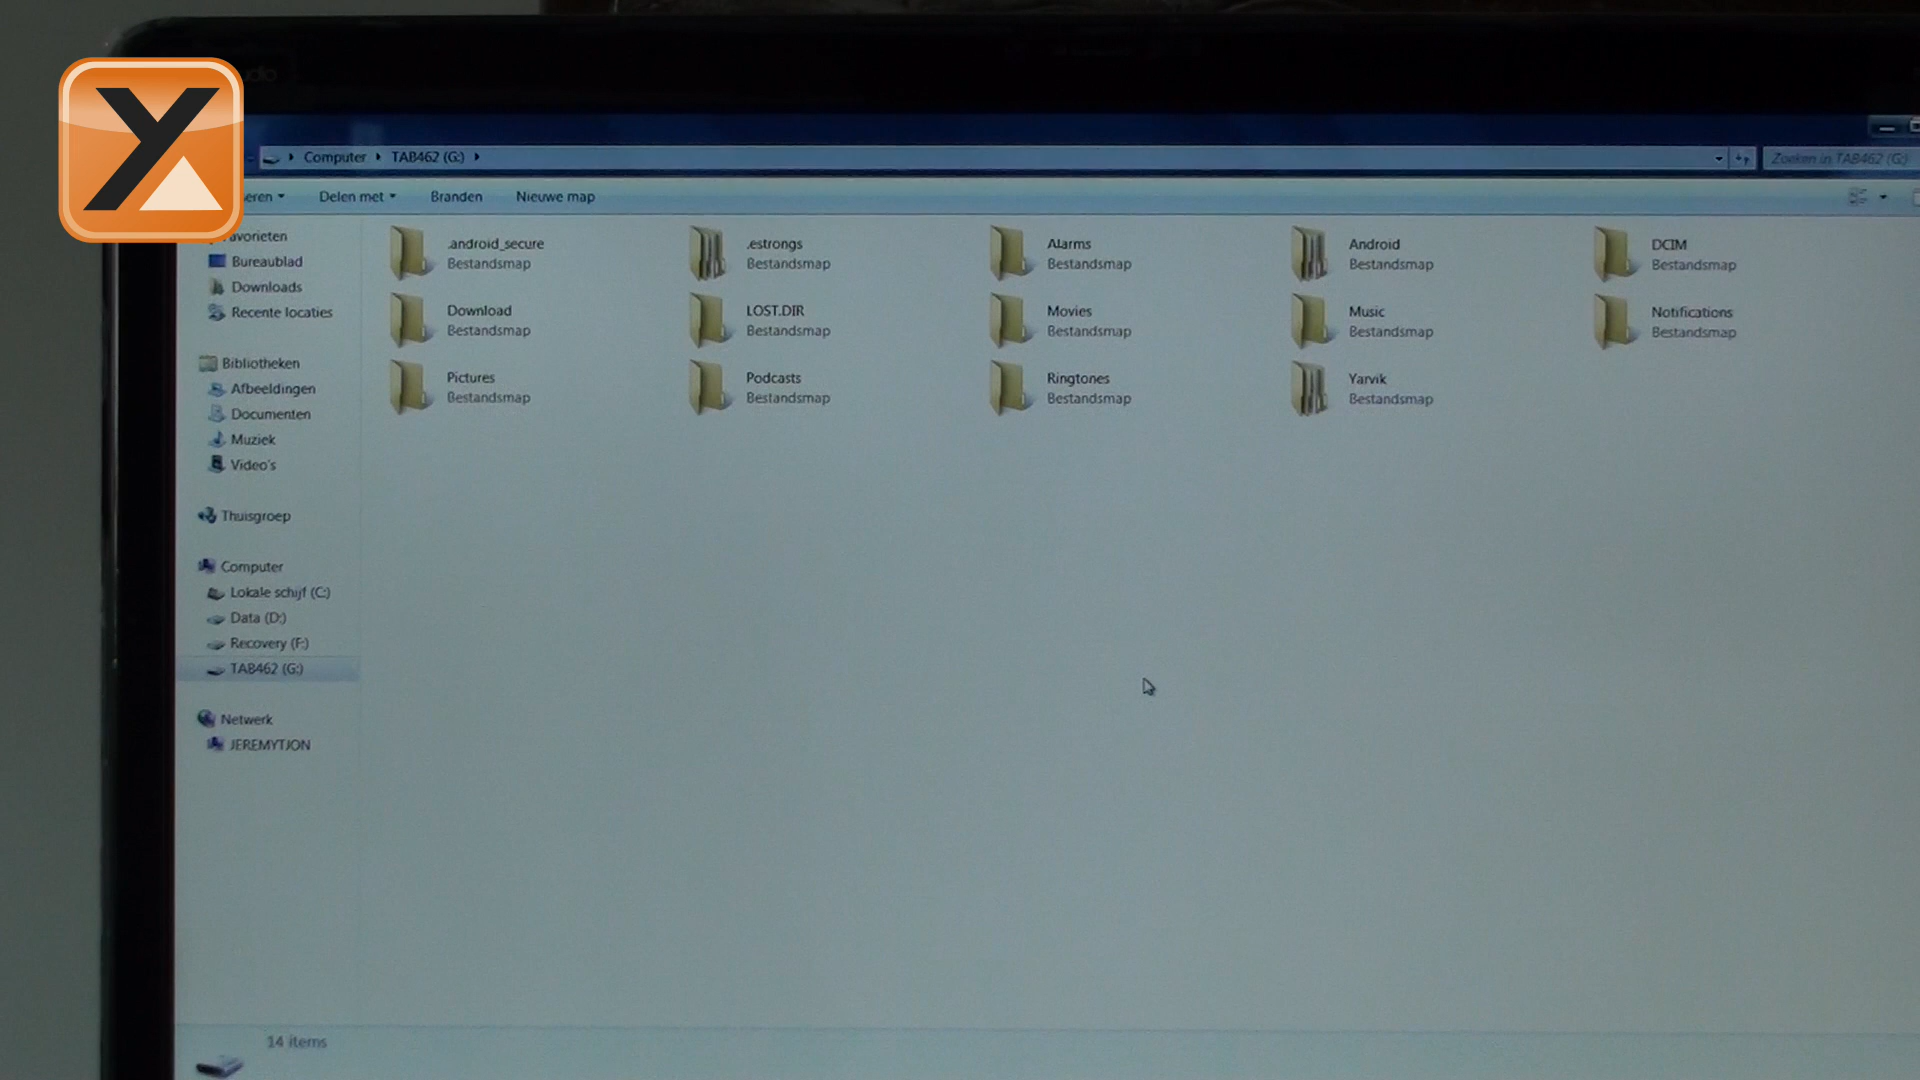 Computer TAB462 (G:)
Zoeken in TAB462 (G:)
eren Delen met Branden Nieuwe map
avorieten
Bureaublad
Downloads
Recente locaties
Bibliotheken
Afbeeldingen
Documenten
Muziek
Video's
Thuisgroep
Computer
Lokale schijf (C:)
Data (D:)
Recovery (F:)
TAB462 (G:)
Netwerk
JEREMYTJON
.android_secure
Bestandsmap
.estrongs
Bestandsmap
Alarms
Bestandsmap
Android
Bestandsmap
DCIM
Bestandsmap
Download
Bestandsmap
LOST.DIR
Bestandsmap
Movies
Bestandsmap
Music
Bestandsmap
Notifications
Bestandsmap
Pictures
Bestandsmap
Podcasts
Bestandsmap
Ringtones
Bestandsmap
Yarvik
Bestandsmap
14 items